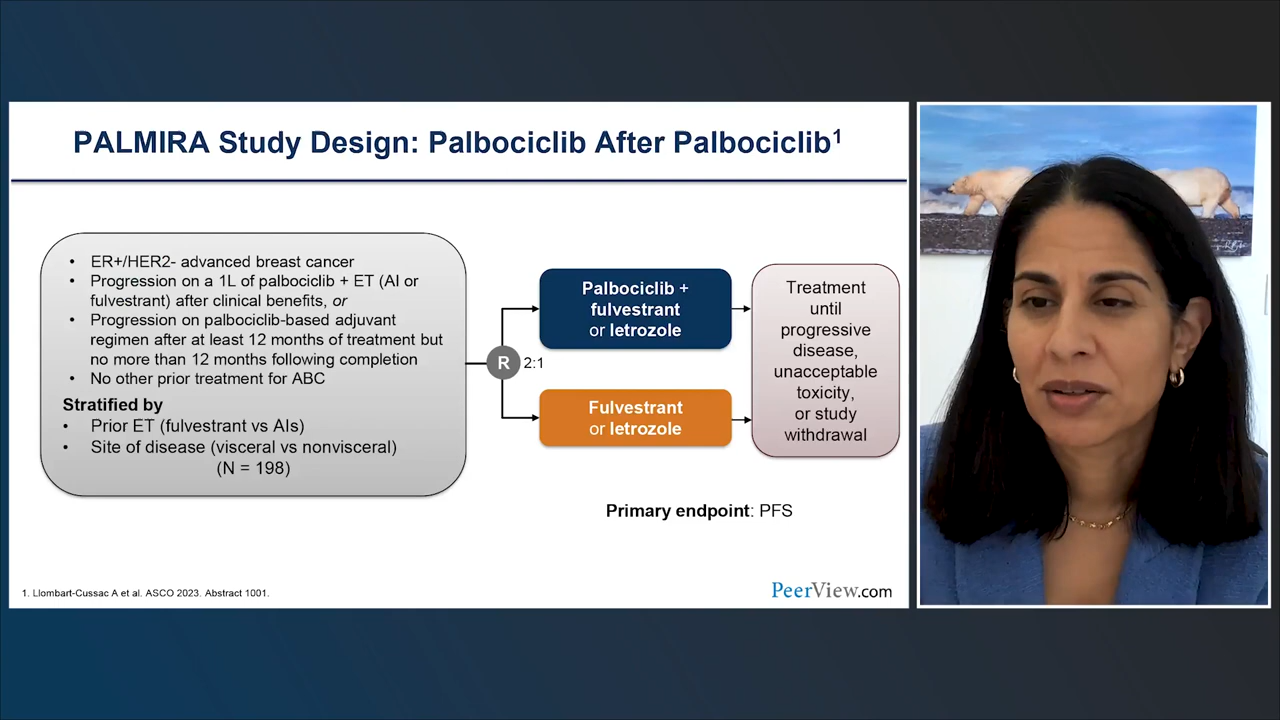 PALMIRA Study Design: Palbociclib After Palbociclib1
• ER+/HER2- advanced breast cancer
• Progression on a 1L of palbociclib + ET (AI or
fulvestrant) after clinical benefits, or
• Progression on palbociclib-based adjuvant
regimen after at least 12 months of treatment but
no more than 12 months following completion
• No other prior treatment for ABC
Stratified by
• Prior ET (fulvestrant vs AIs)
• Site of disease (visceral vs nonvisceral)
(N = 198)
R
2:1
Palbociclib +
fulvestrant
or letrozole
Fulvestrant
or letrozole
Treatment
until
progressive
disease,
unacceptable
toxicity,
or study
withdrawal
Primary endpoint: PFS
1. Llombart-Cussac A et al. ASCO 2023. Abstract 1001.
PeerView.com